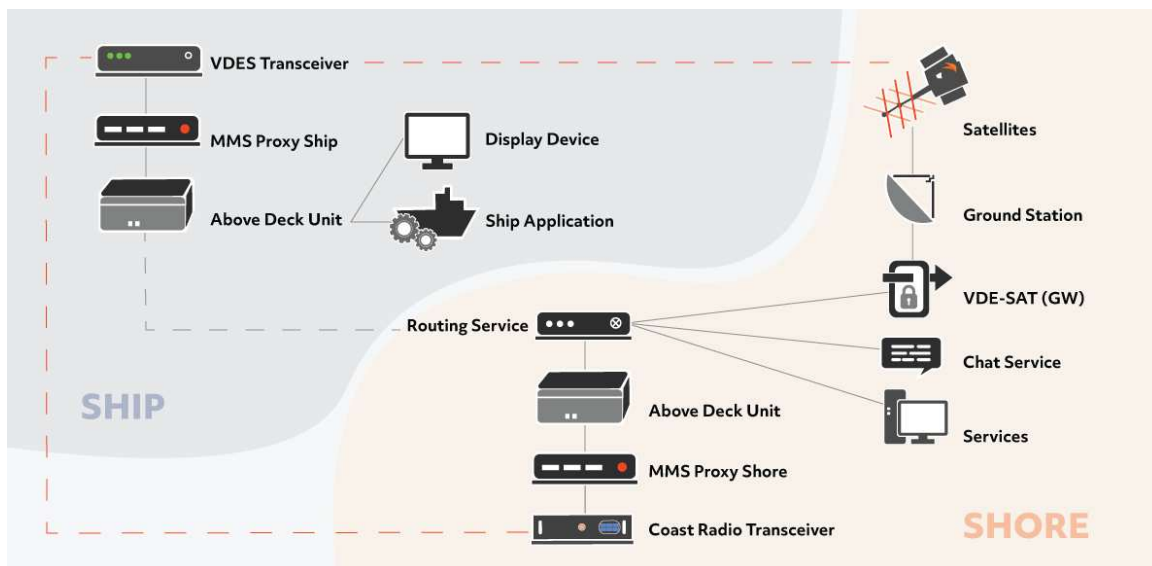 VDES Transceiver
MMS Proxy Ship
Display Device
Above Deck Unit
Ship Application
Satellites
Ground Station
VDE-SAT (GW)
Routing Service
Chat Service
Above Deck Unit
Services
MMS Proxy Shore
Coast Radio Transceiver
SHIP
SHORE